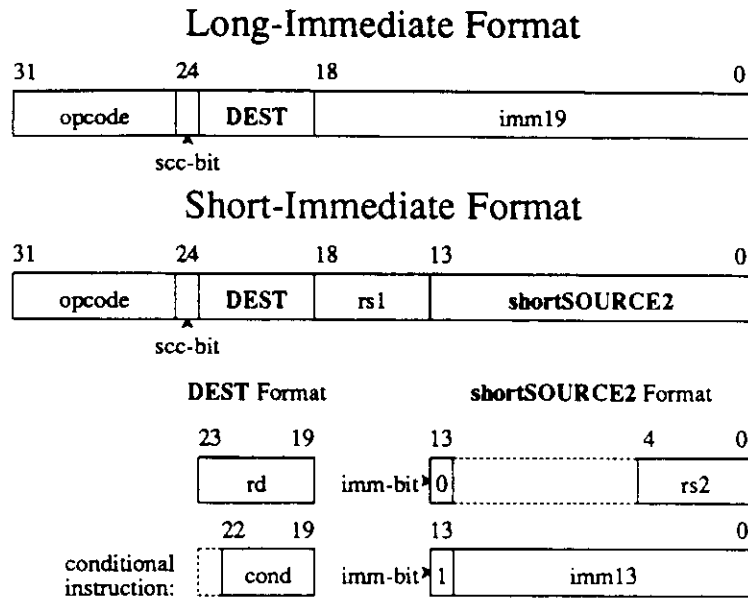 Long-Immediate Format
31 24 18 0
opcode DEST imm19
scc-bit
Short-Immediate Format
31 24 18 13 0
opcode DEST rs1 shortSOURCE2
scc-bit
DEST Format shortSOURCE2 Format
23 19 13 4 0
rd imm-bit 0 rs2
22 19 13 0
conditional instruction: cond imm-bit 1 imm13